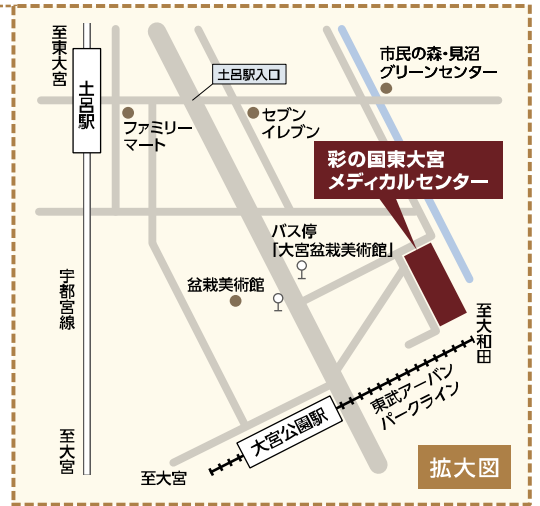 至東大宮
土呂駅
土呂駅入口
市民の森・見沼
グリーンセンター
ファミリー
マート
セブン
イレブン
彩の国東大宮
メディカルセンター
バス停
「大宮盆栽美術館」
盆栽美術館
宇都宮線
至大和田
東武アーバン
パークライン
大宮公園駅
至大宮
至大宮
拡大図